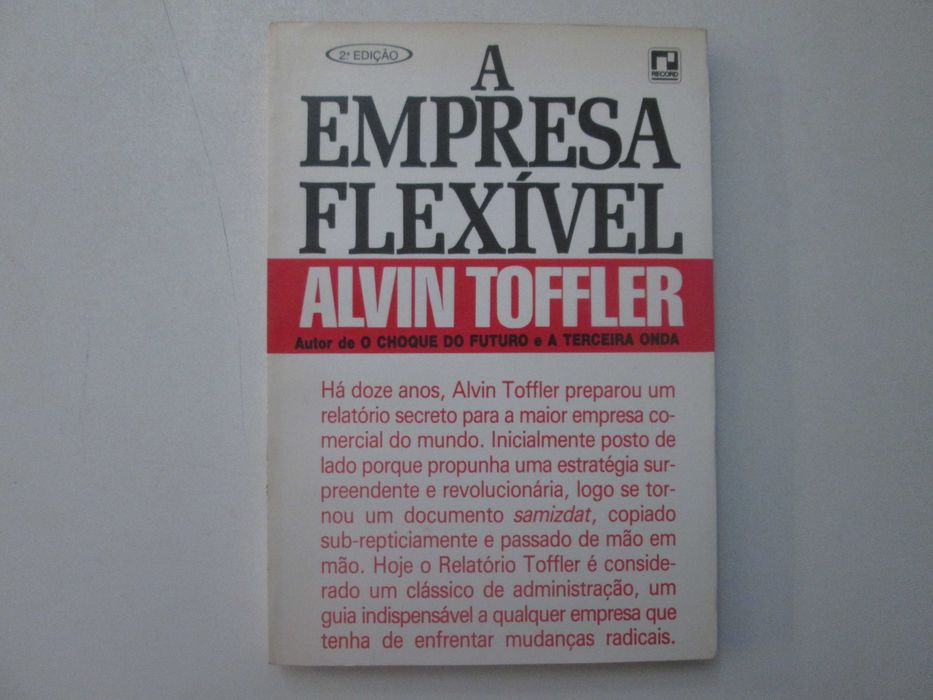 2ª EDIÇÃO
RECORD
A
EMPRESA
FLEXÍVEL
ALVIN TOFFLER
Autor de O CHOQUE DO FUTURO e A TERCEIRA ONDA
Há doze anos, Alvin Toffler preparou um
relatório secreto para a maior empresa co-
mercial do mundo. Inicialmente posto de
lado porque propunha uma estratégia sur-
preendente e revolucionária, logo se tor-
nou um documento samizdat, copiado
sub-repticiamente e passado de mão em
mão. Hoje o Relatório Toffler é conside-
rado um clássico de administração, um
guia indispensável a qualquer empresa que
tenha de enfrentar mudanças radicais.